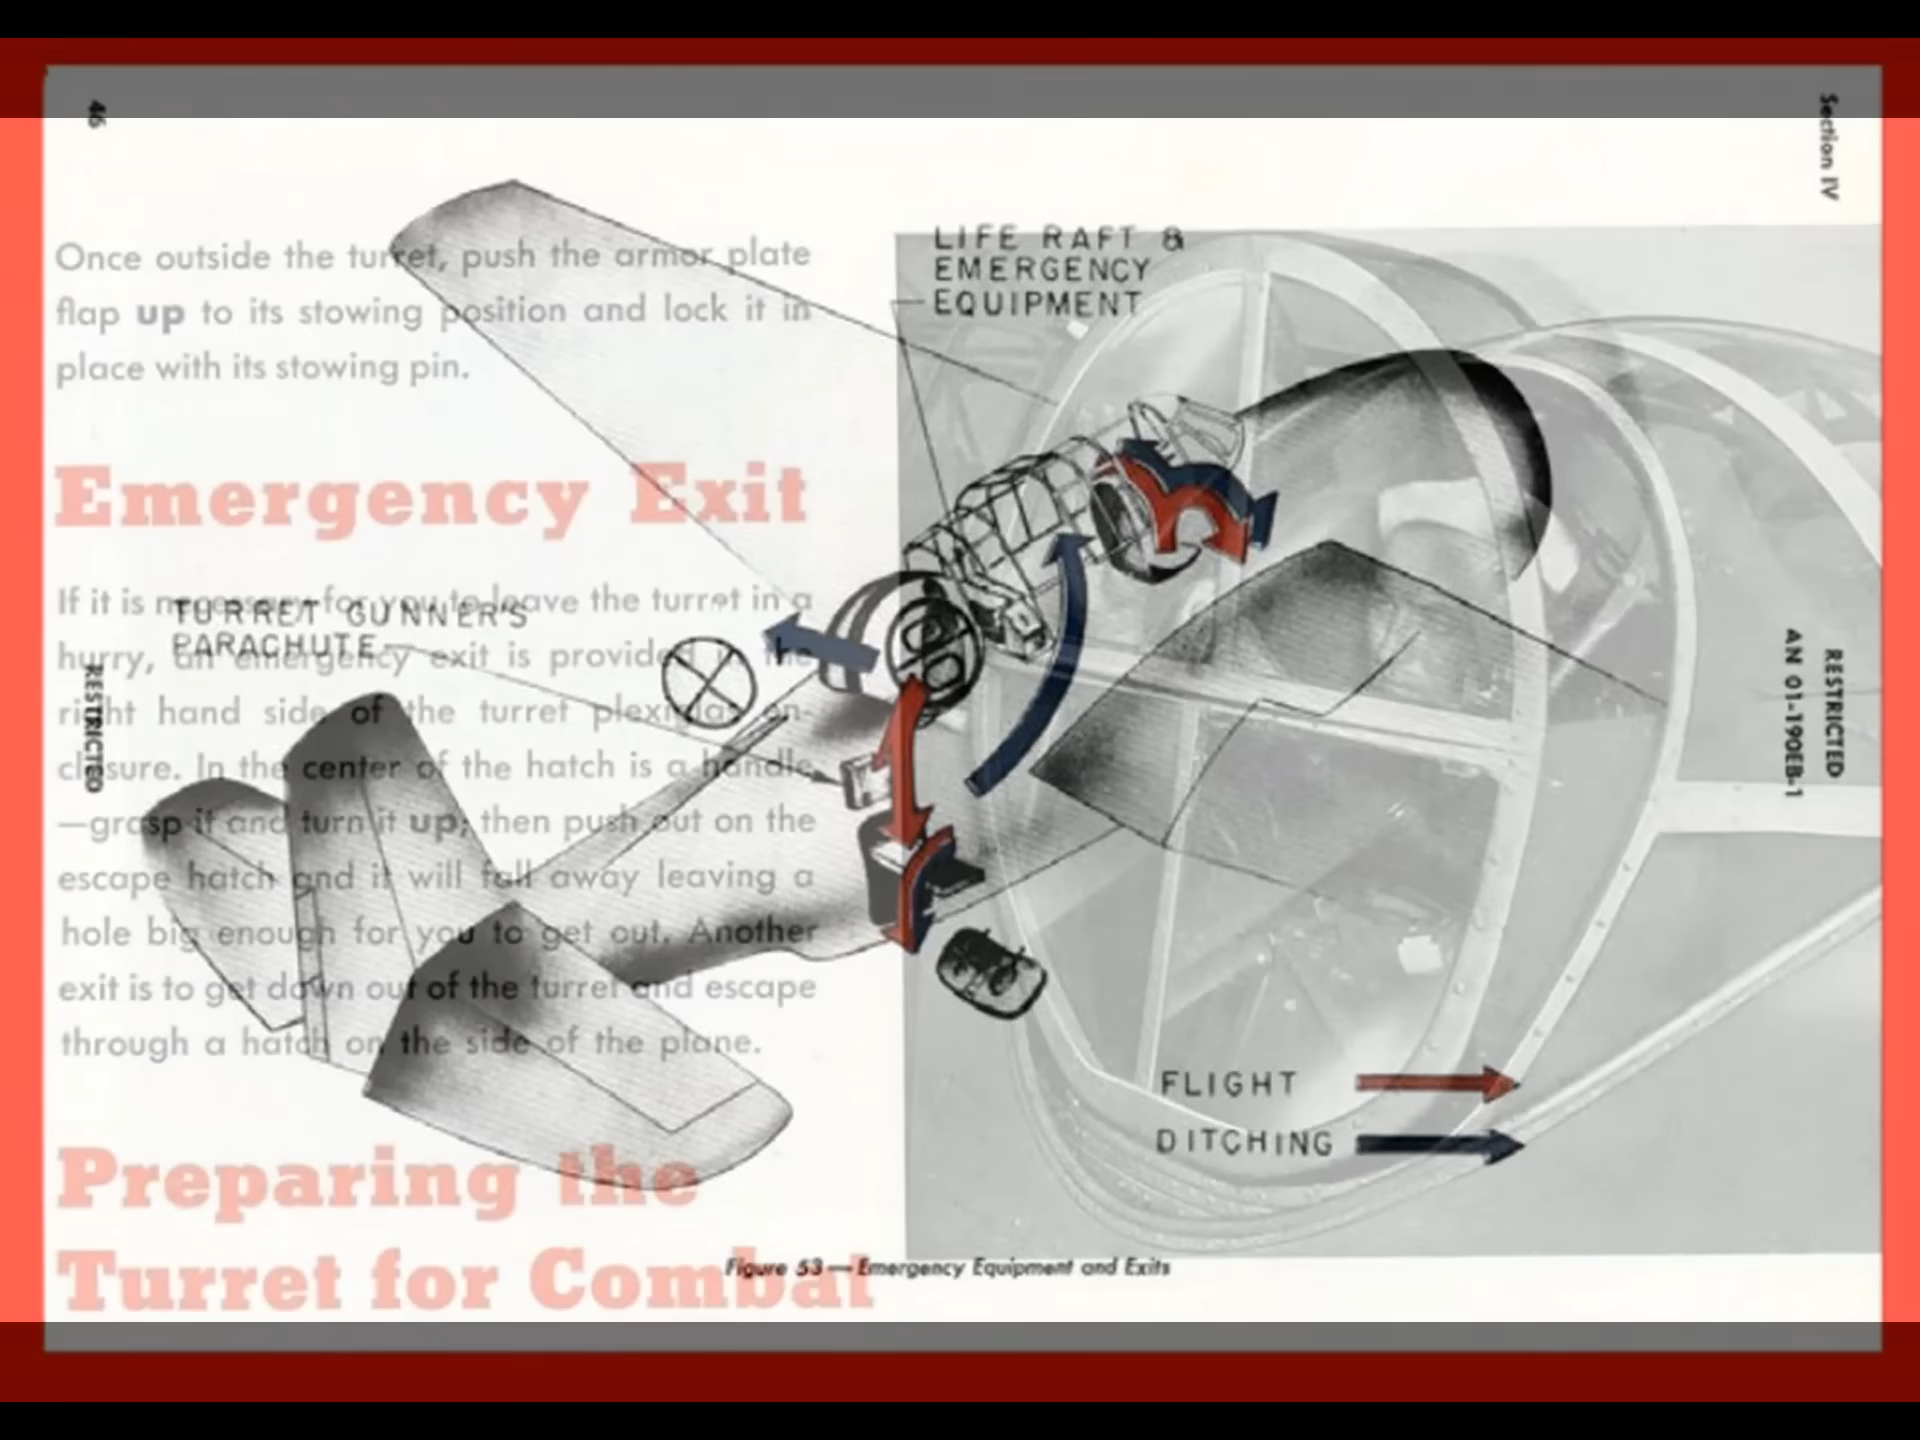 46
Section IV
Once outside the turret, push the armor plate
flap up to its stowing position and lock it in
place with its stowing pin.
LIFE RAFT &
EMERGENCY
EQUIPMENT
Emergency Exit
If it is necessary for you to leave the turret in a
hurry, an emergency exit is provided in the
right hand side of the turret plexiglas en-
closure. In the center of the hatch is a handle
—grasp it and turn it up; then push out on the
escape hatch and it will fall away leaving a
hole big enough for you to get out. Another
exit is to get down out of the turret and escape
through a hatch on the side of the plane.
TURRET GUNNER'S
PARACHUTE
RESTRICTED
RESTRICTED
AN 01-190EB-1
FLIGHT
DITCHING
Preparing the
Turret for Combat
Figure 53—Emergency Equipment and Exits